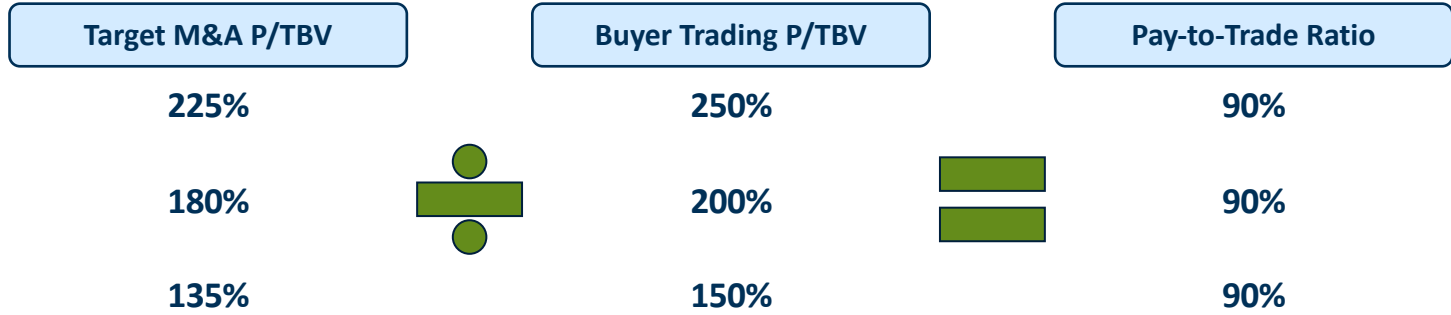 Target M&A P/TBV Buyer Trading P/TBV Pay-to-Trade Ratio
225% 250% 90%
180% 200% 90%
135% 150% 90%